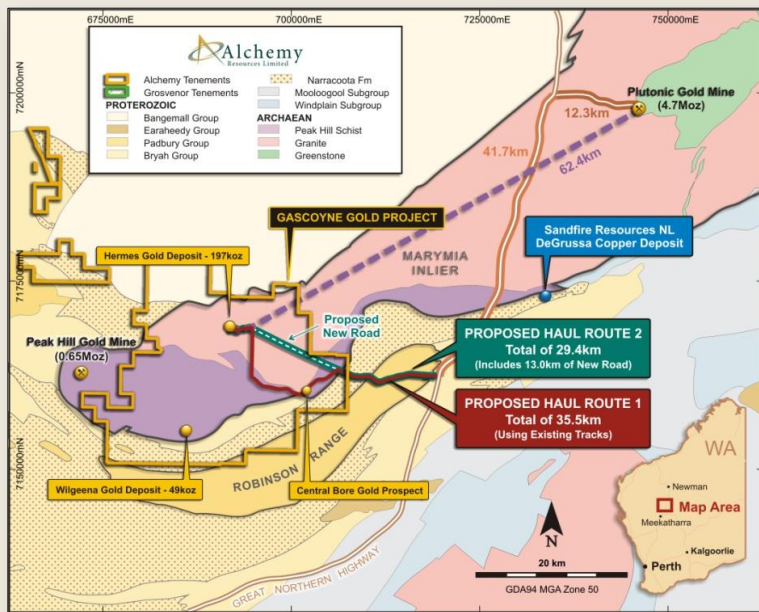 675000mE
700000mE
725000mE
750000mE
7200000mN
7175000mN
7150000mN
Alchemy
Resources Limited
Alchemy Tenements
Grosvenor Tenements
PROTEROZOIC
Bangemall Group
Earaheedy Group
Padbury Group
Bryah Group
Narracoota Fm
Mooloogool Subgroup
Windplain Subgroup
ARCHAEAN
Peak Hill Schist
Granite
Greenstone
Plutonic Gold Mine
(4.7Moz)
12.3km
41.7km
62.4km
GASCOYNE GOLD PROJECT
Sandfire Resources NL
DeGrussa Copper Deposit
Hermes Gold Deposit - 197koz
MARYMIA
INLIER
Proposed
New Road
Peak Hill Gold Mine
(0.65Moz)
PROPOSED HAUL ROUTE 2
Total of 29.4km
(Includes 13.0km of New Road)
PROPOSED HAUL ROUTE 1
Total of 35.5km
(Using Existing Tracks)
ROBINSON RANGE
Wilgeena Gold Deposit - 49koz
Central Bore Gold Prospect
GREAT NORTHERN HIGHWAY
N
20 km
GDA94 MGA Zone 50
WA
Newman
Map Area
Meekatharra
Kalgoorlie
Perth